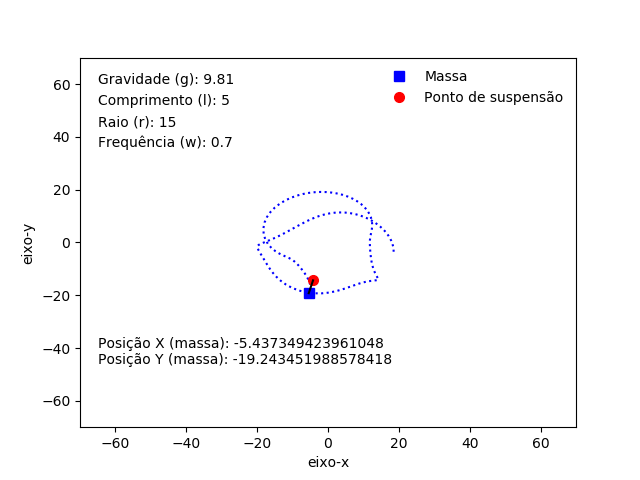 Gravidade (g): 9.81
Comprimento (l): 5
Raio (r): 15
Frequência (w): 0.7
Massa
Ponto de suspensão
60
40
20
0
−20
−40
−60
eixo-y
Posição X (massa): -5.437349423961048
Posição Y (massa): -19.243451988578418
−60
−40
−20
0
20
40
60
eixo-x